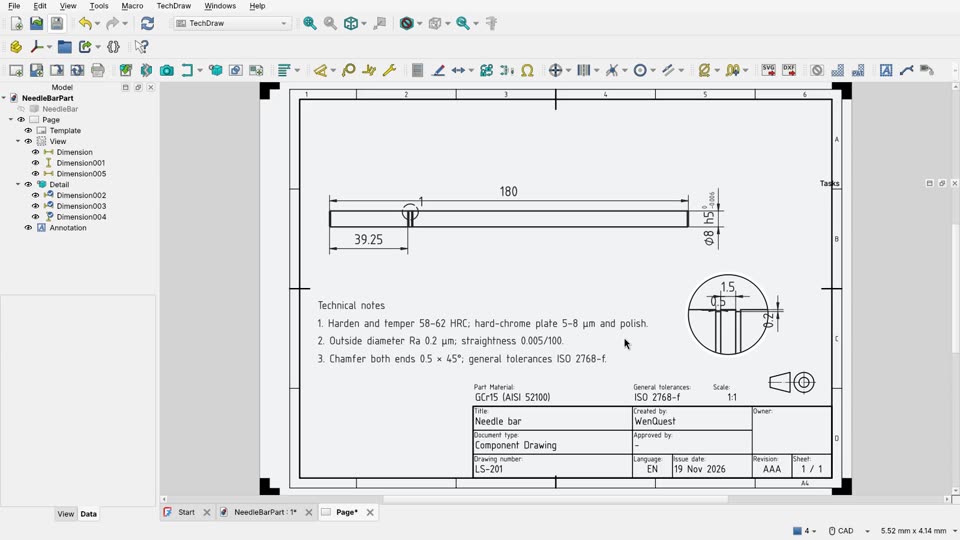 File Edit View Tools Macro TechDraw Windows Help
TechDraw
Model
NeedleBarPart
NeedleBar
Page
Template
View
Dimension
Dimension001
Dimension005
Detail
Dimension002
Dimension003
Dimension004
Annotation
View Data
1 2 3 4 5 6
A
B
C
D
A4
Tasks
180
1
39.25
⌀8 h5 0 -0.006
1.5
0.5
0.2
Technical notes
1. Harden and temper 58-62 HRC; hard-chrome plate 5-8 μm and polish.
2. Outside diameter Ra 0.2 μm; straightness 0.005/100.
3. Chamfer both ends 0.5 × 45°; general tolerances ISO 2768-f.
Part Material: General tolerances: Scale:
GCr15 (AISI 52100) ISO 2768-f 1:1
Title: Created by: Owner:
Needle bar WenQuest
Document type: Approved by:
Component Drawing -
Drawing number: Language: Issue date: Revision: Sheet:
LS-201 EN 19 Nov 2026 AAA 1 / 1
Start NeedleBarPart : 1* Page*
4 CAD 5.52 mm x 4.14 mm